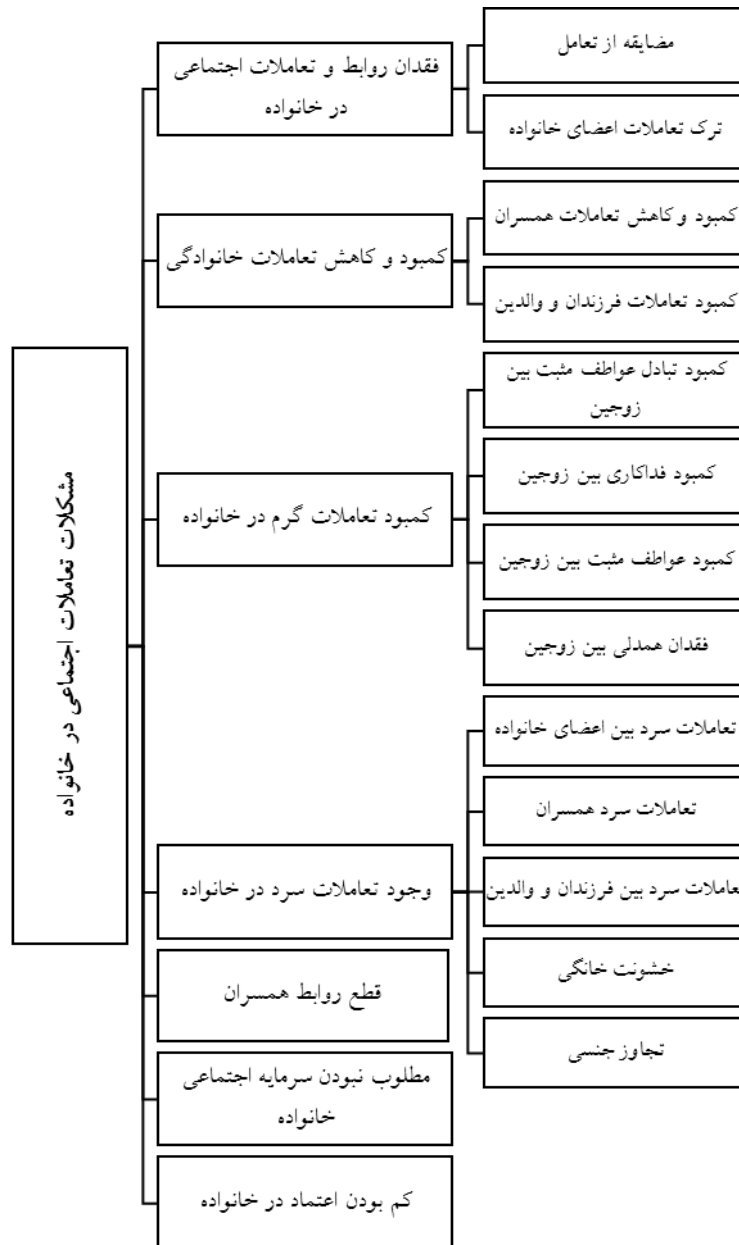 مشکلات تعاملات اجتماعی در خانواده
فقدان روابط و تعاملات اجتماعی
در خانواده
مضایقه از تعامل
ترک تعاملات اعضای خانواده
کمبود و کاهش تعاملات خانوادگی
کمبود و کاهش تعاملات همسران
کمبود تعاملات فرزندان و والدین
کمبود تعاملات گرم در خانواده
کمبود تبادل عواطف مثبت بین
زوجین
کمبود فداکاری بین زوجین
کمبود عواطف مثبت بین زوجین
فقدان همدلی بین زوجین
وجود تعاملات سرد در خانواده
تعاملات سرد بین اعضای خانواده
تعاملات سرد همسران
تعاملات سرد بین فرزندان و والدین
خشونت خانگی
تجاوز جنسی
قطع روابط همسران
مطلوب نبودن سرمایه اجتماعی
خانواده
کم بودن اعتماد در خانواده